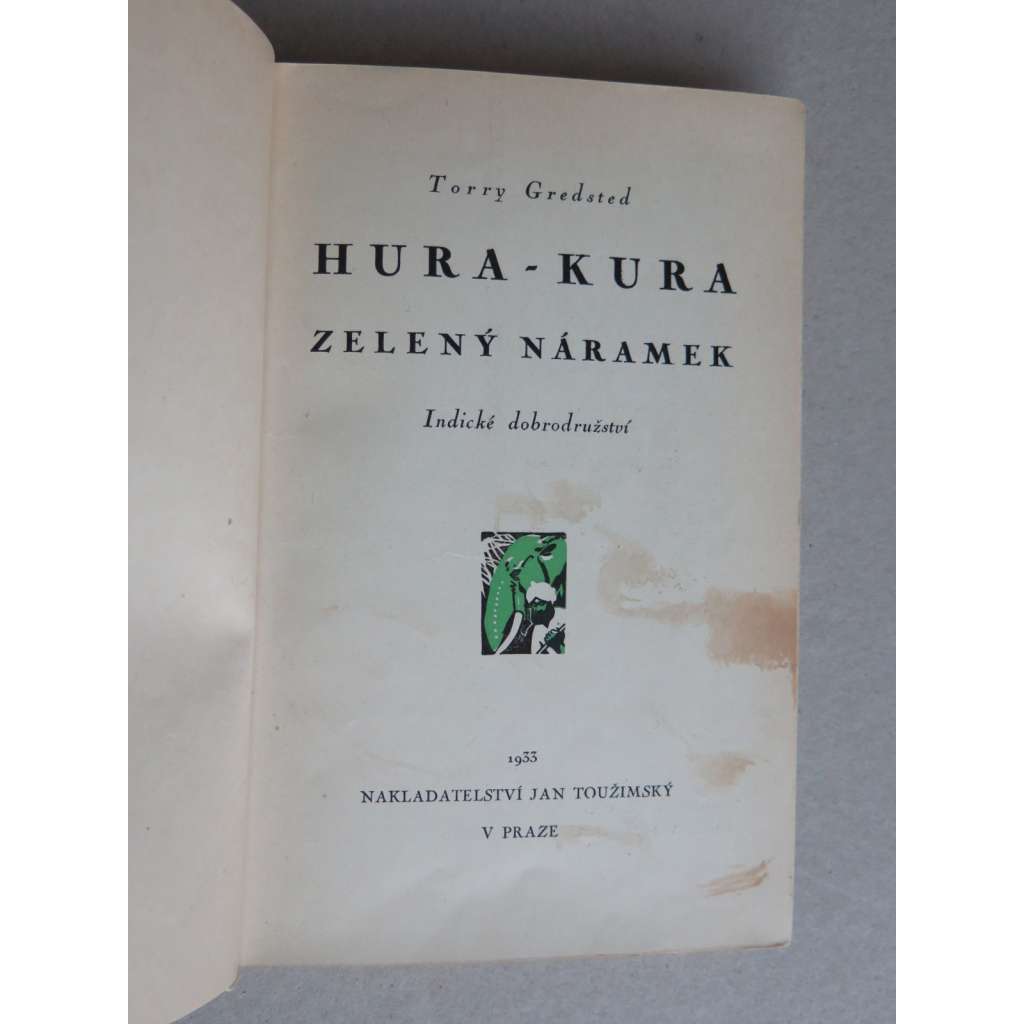 Torry Gredsted
HURA - KURA
ZELENÝ NÁRAMEK
Indické dobrodružství
1933
NAKLADATELSTVÍ JAN TOUŽIMSKÝ
V PRAZE